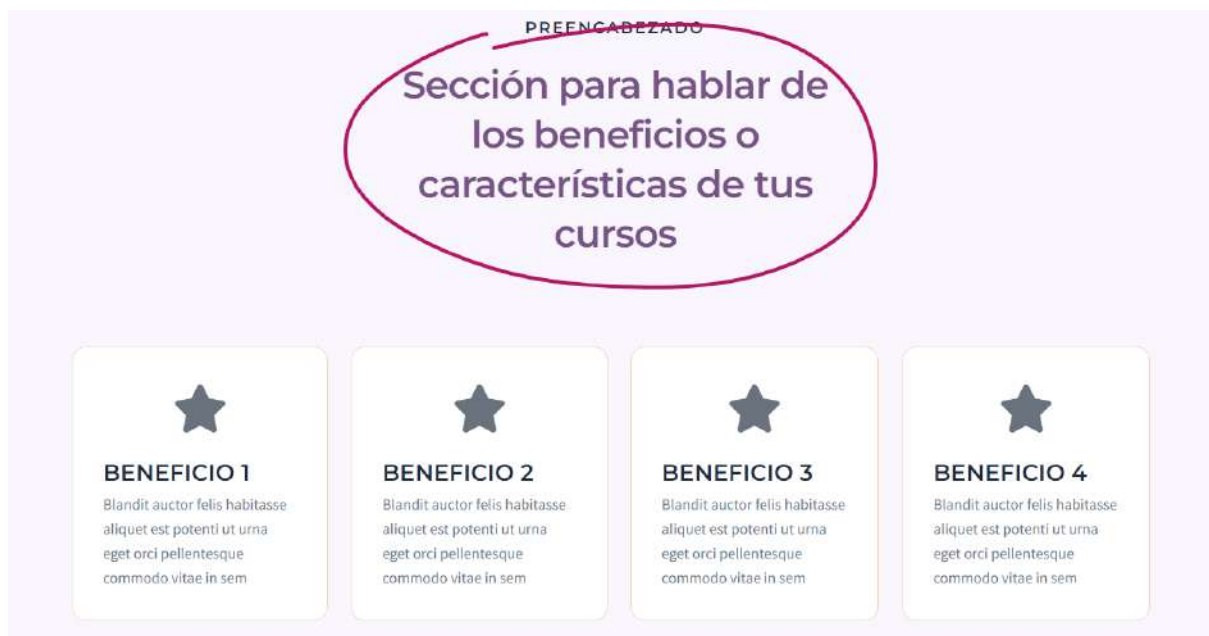 PREENCABEZADO
Sección para hablar de
los beneficios o
características de tus
cursos
BENEFICIO 1
Blandit auctor felis habitasse
aliquet est potenti ut urna
eget orci pellentesque
commodo vitae in sem
BENEFICIO 2
Blandit auctor felis habitasse
aliquet est potenti ut urna
eget orci pellentesque
commodo vitae in sem
BENEFICIO 3
Blandit auctor felis habitasse
aliquet est potenti ut urna
eget orci pellentesque
commodo vitae in sem
BENEFICIO 4
Blandit auctor felis habitasse
aliquet est potenti ut urna
eget orci pellentesque
commodo vitae in sem